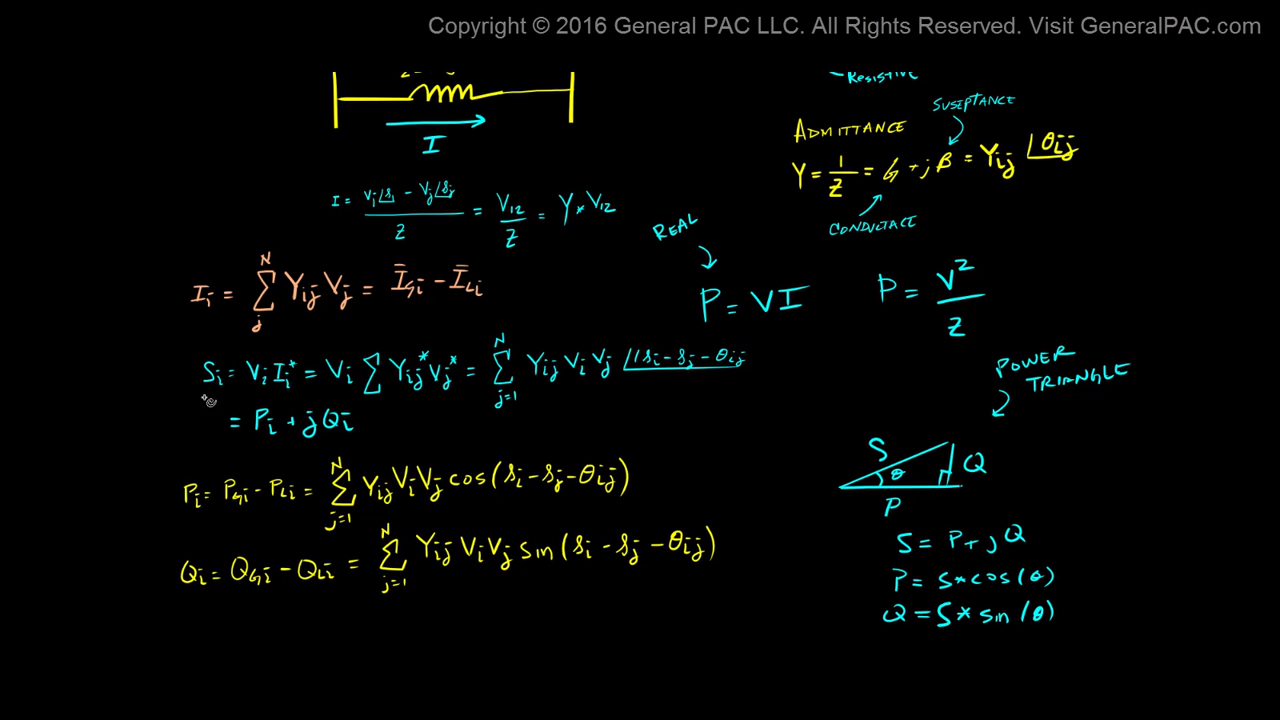 Copyright © 2016 General PAC LLC. All Rights Reserved. Visit GeneralPAC.com
- RESISTIVE
SUSEPTANCE
ADMITTANCE
Y = 1/Z = G + jB = Yij ∠θij
CONDUCTACE
I
I = (Vi∠δi - Vj∠δj)/Z = V12/Z = Y * V12
REAL
Ii = Σ_j^N Yij Vj = ĪGi - ĪLi
P = VI
P = V²/Z
Si = Vi Ii* = Vi Σ Yij* Vj* = Σ_{j=1}^N Yij Vi Vj ∠(δi - δj - θij
= Pi + jQi
POWER
TRIANGLE
S
θ
Q
P
Pi = PGi - PLi = Σ_{j=1}^N Yij Vi Vj cos(δi - δj - θij)
Qi = QGi - QLi = Σ_{j=1}^N Yij Vi Vj sin(δi - δj - θij)
S = P + jQ
P = S*cos(θ)
Q = S* sin(θ)